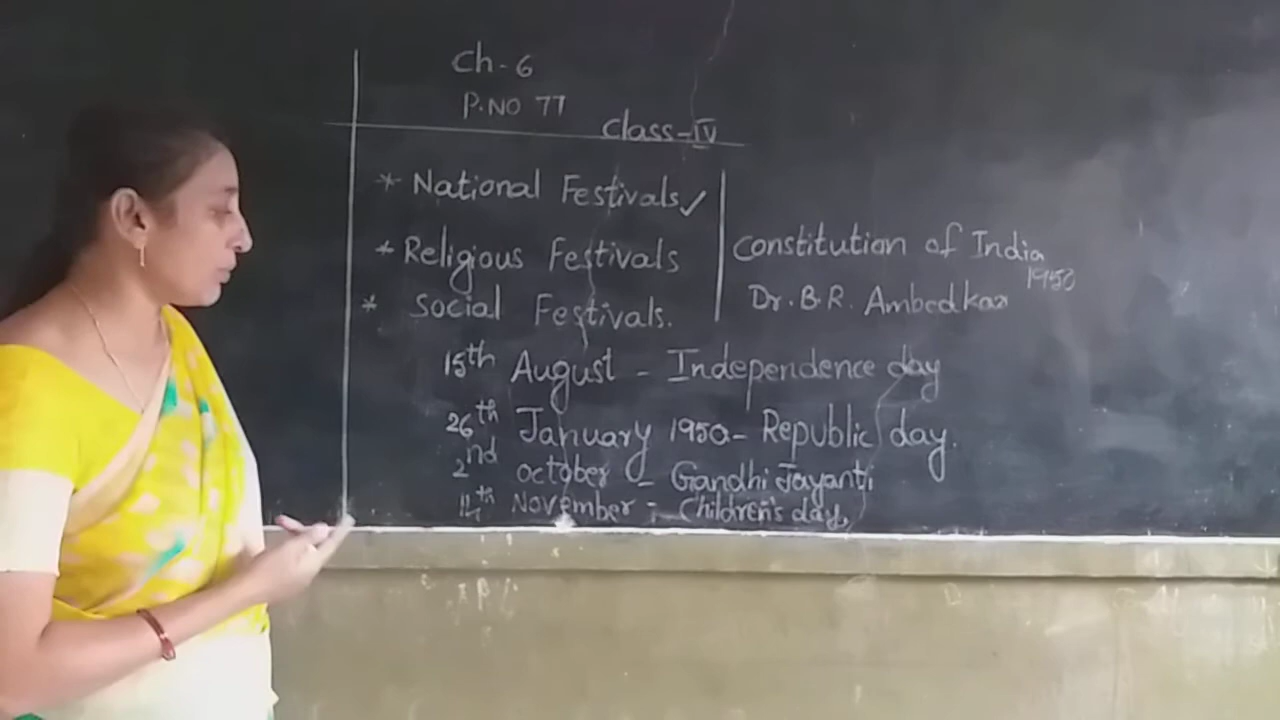 Ch-6
P.NO 77
Class-IV
* National Festivals ✓
* Religious Festivals
* Social Festivals.
Constitution of India
1950
Dr. B.R. Ambedkar
15th August - Independence day
26th January 1950- Republic day.
2nd october - Gandhi Jayanti
14th November - Children's day,